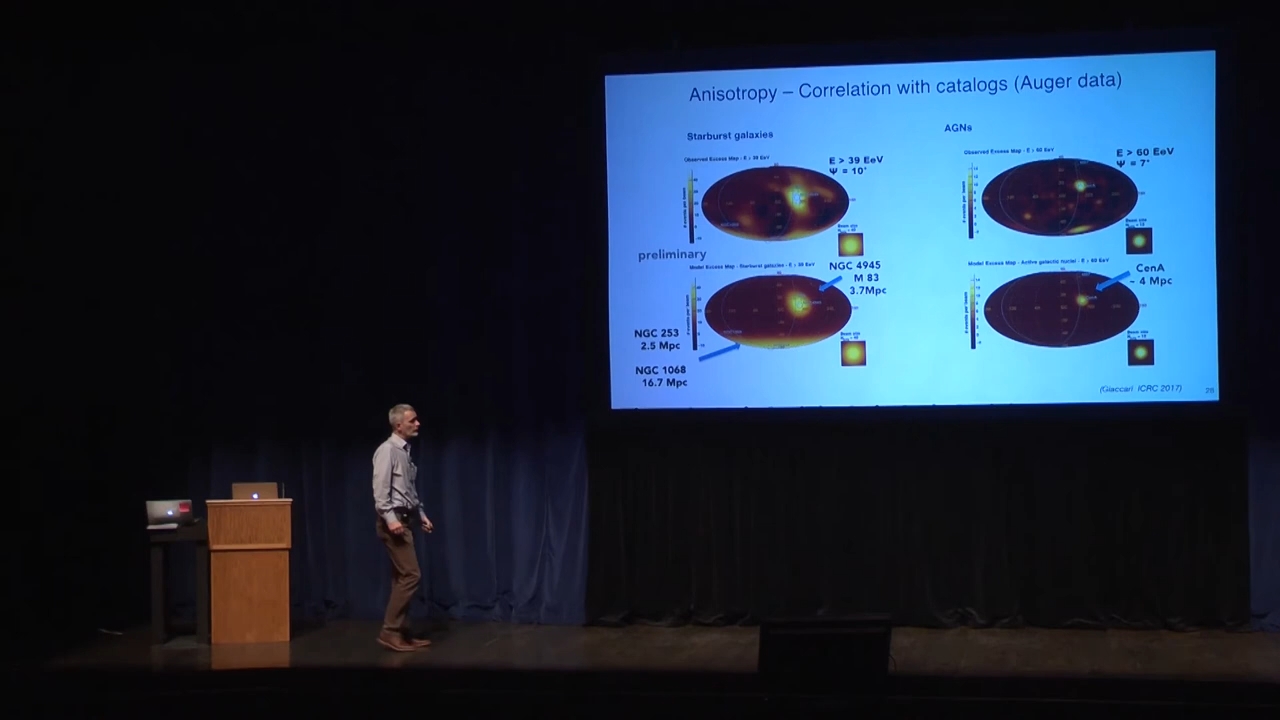 Anisotropy – Correlation with catalogs (Auger data)
Starburst galaxies
Observed Excess Map - E > 39 EeV
E > 39 EeV
Ψ = 10°
preliminary
Model Excess Map - Starburst galaxies - E > 39 EeV
NGC 4945
M 83
3.7Mpc
NGC 253
2.5 Mpc
NGC 1068
16.7 Mpc
AGNs
Observed Excess Map - E > 60 EeV
E > 60 EeV
Ψ = 7°
Model Excess Map - Active galactic nuclei - E > 60 EeV
CenA
~ 4 Mpc
(Giaccari ICRC 2017)